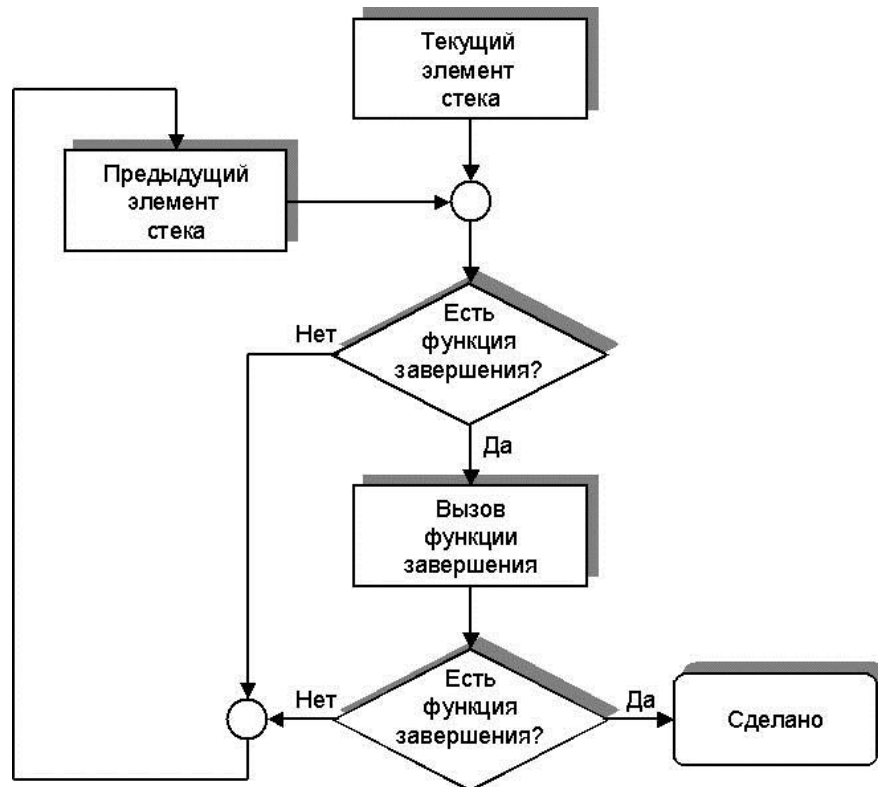 Текущий
элемент
стека
Предыдущий
элемент
стека
Есть
функция
завершения?
Нет
Да
Вызов
функции
завершения
Есть
функция
завершения?
Нет
Да
Сделано